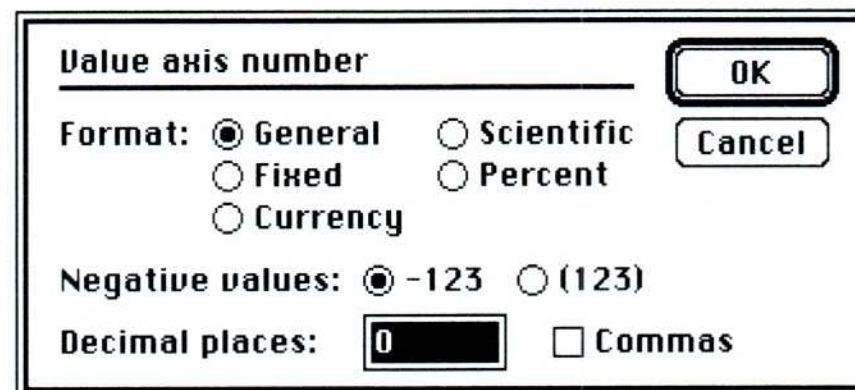 Value axis number
OK
Format: General Scientific
Cancel
Fixed Percent
Currency
Negative values: -123 (123)
Decimal places: 0 Commas